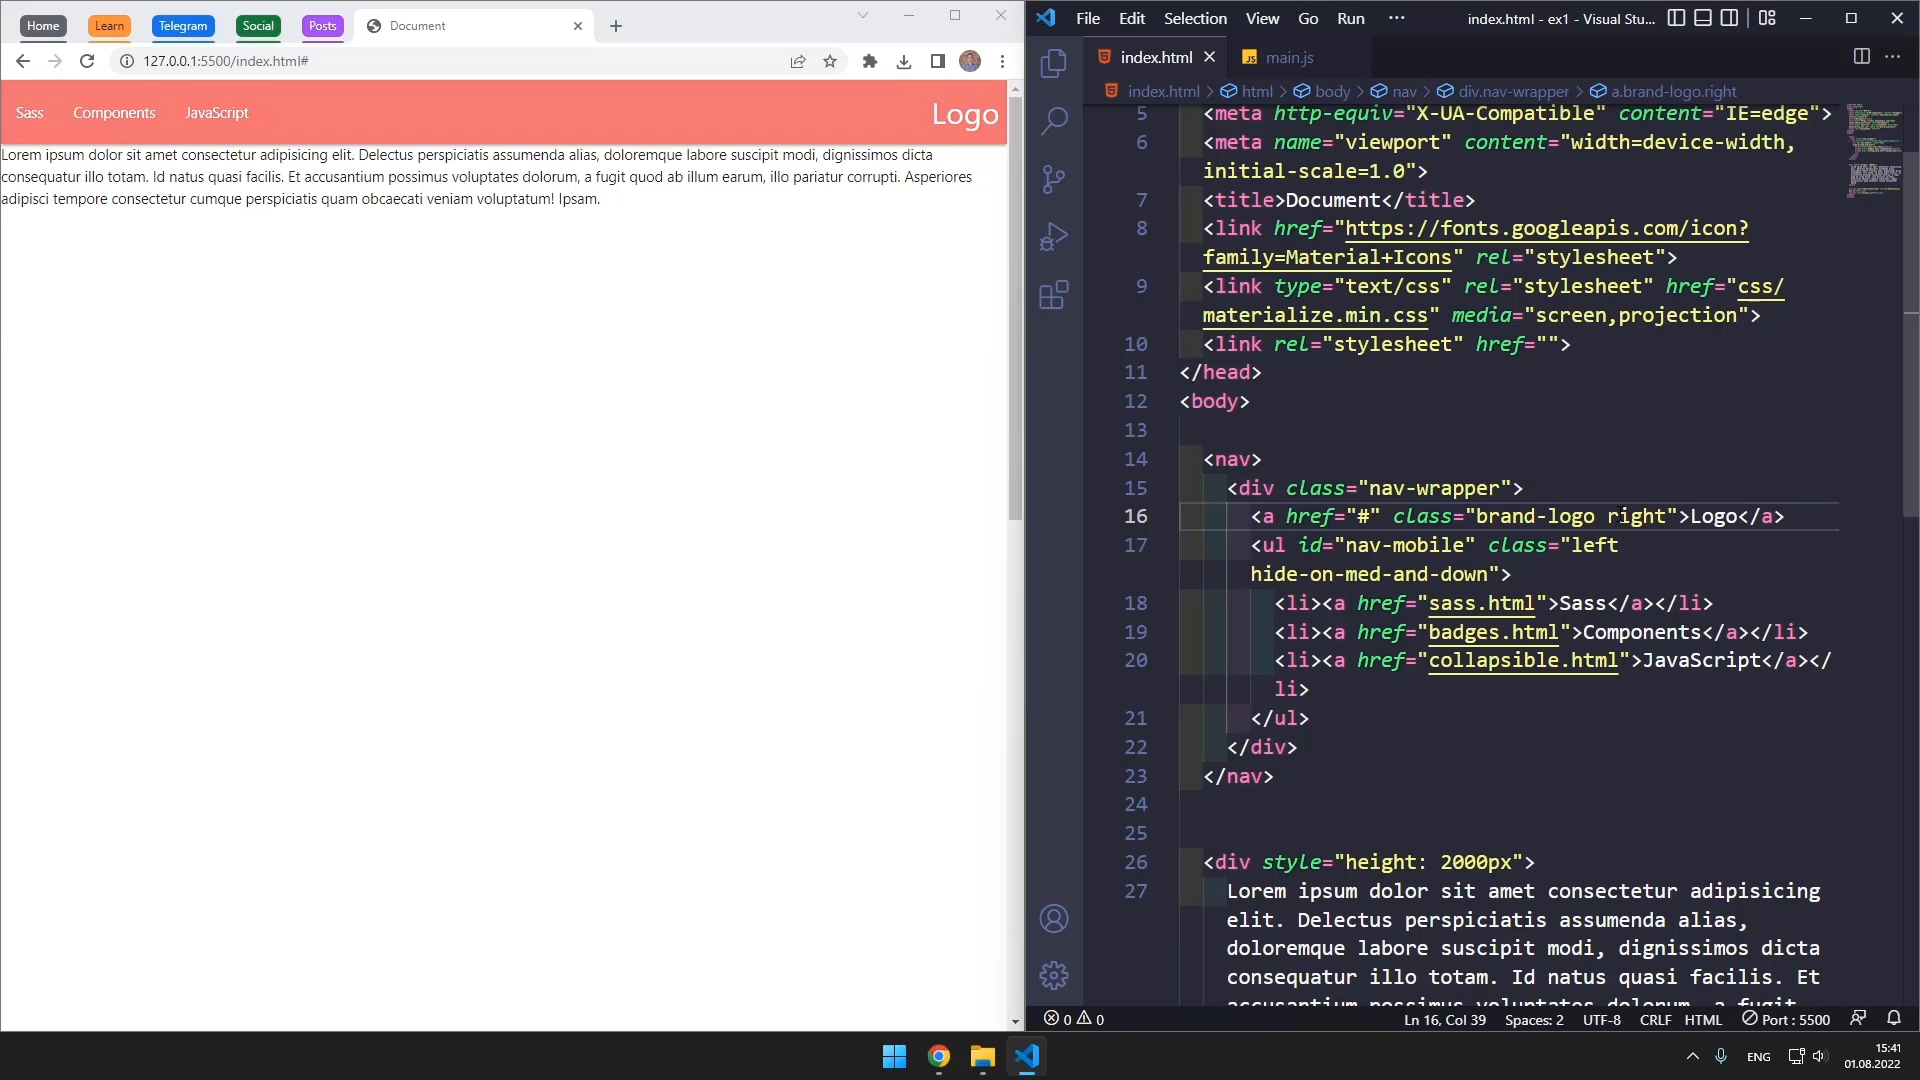 Home
Learn
Telegram
Social
Posts
Document
127.0.0.1:5500/index.html#
Sass
Components
JavaScript
Logo
Lorem ipsum dolor sit amet consectetur adipisicing elit. Delectus perspiciatis assumenda alias, doloremque labore suscipit modi, dignissimos dicta
consequatur illo totam. Id natus quasi facilis. Et accusantium possimus voluptates dolorum, a fugit quod ab illum earum, illo pariatur corrupti. Asperiores
adipisci tempore consectetur cumque perspiciatis quam obcaecati veniam voluptatum! Ipsam.
File Edit Selection View Go Run ··· index.html - ex1 - Visual Stu...
index.html
JS main.js
index.html > html > body > nav > div.nav-wrapper > a.brand-logo.right
5 <meta http-equiv="X-UA-Compatible" content="IE=edge">
6 <meta name="viewport" content="width=device-width,
initial-scale=1.0">
7 <title>Document</title>
8 <link href="https://fonts.googleapis.com/icon?
family=Material+Icons" rel="stylesheet">
9 <link type="text/css" rel="stylesheet" href="css/
materialize.min.css" media="screen,projection">
10 <link rel="stylesheet" href="">
11 </head>
12 <body>
13
14 <nav>
15 <div class="nav-wrapper">
16 <a href="#" class="brand-logo right">Logo</a>
17 <ul id="nav-mobile" class="left
hide-on-med-and-down">
18 <li><a href="sass.html">Sass</a></li>
19 <li><a href="badges.html">Components</a></li>
20 <li><a href="collapsible.html">JavaScript</a></
li>
21 </ul>
22 </div>
23 </nav>
24
25
26 <div style="height: 2000px">
27 Lorem ipsum dolor sit amet consectetur adipisicing
elit. Delectus perspiciatis assumenda alias,
doloremque labore suscipit modi, dignissimos dicta
consequatur illo totam. Id natus quasi facilis. Et
accusantium possimus voluptates dolorum, a fugit
0 0 Ln 16, Col 39 Spaces: 2 UTF-8 CRLF HTML Port : 5500
ENG
15:41
01.08.2022